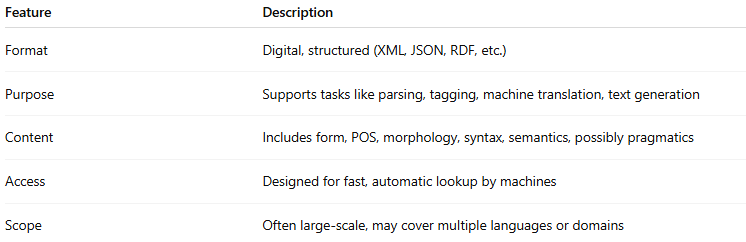 Feature Description
Format Digital, structured (XML, JSON, RDF, etc.)
Purpose Supports tasks like parsing, tagging, machine translation, text generation
Content Includes form, POS, morphology, syntax, semantics, possibly pragmatics
Access Designed for fast, automatic lookup by machines
Scope Often large-scale, may cover multiple languages or domains